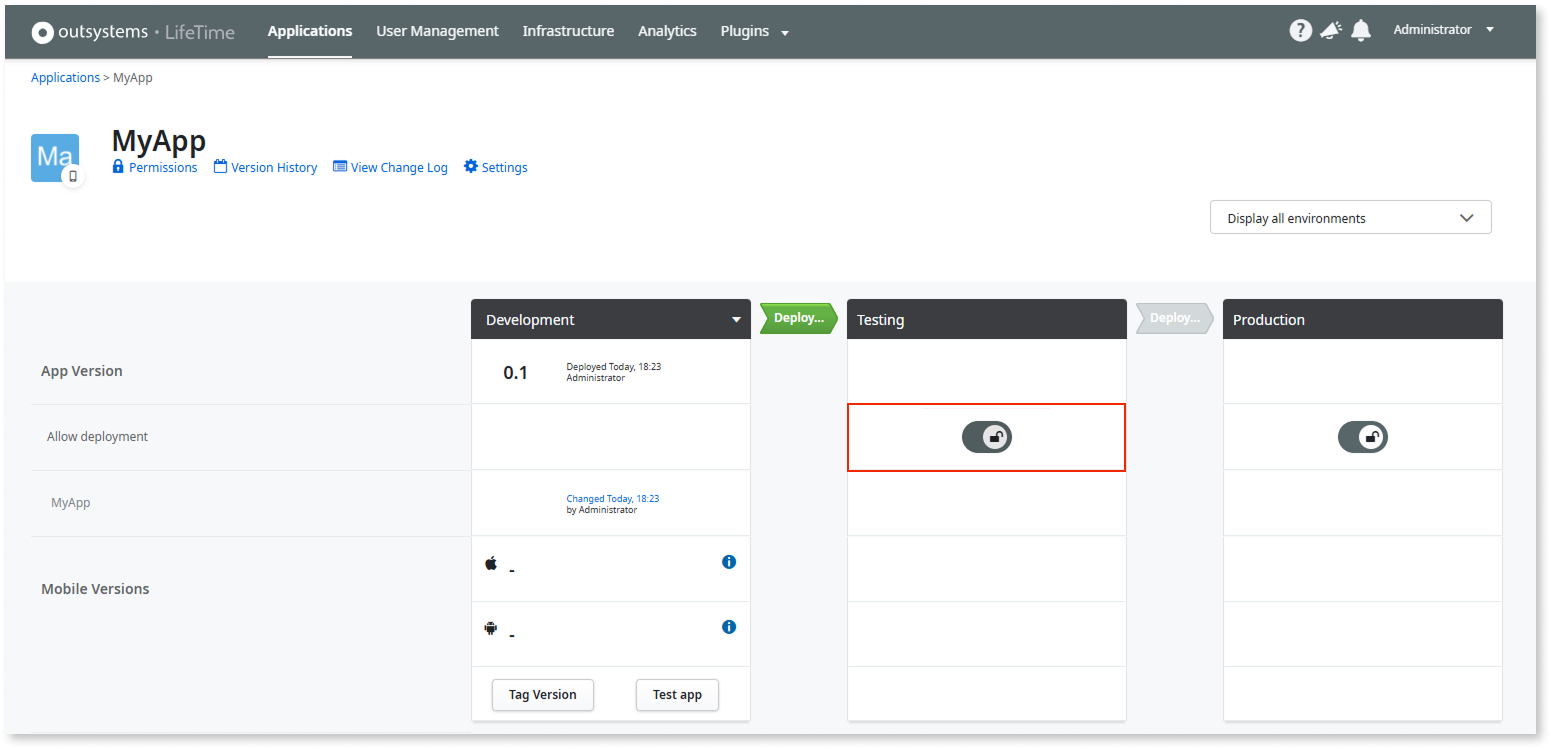 outsystems • LifeTime Applications User Management Infrastructure Analytics Plugins ? Administrator
Applications > MyApp
Ma
MyApp
Permissions Version History View Change Log Settings
Display all environments
Development Deploy... Testing Deploy... Production
App Version
0.1
Deployed Today, 18:23
Administrator
Allow deployment
MyApp
Changed Today, 18:23
by Administrator
Mobile Versions
-
i
-
i
Tag Version Test app